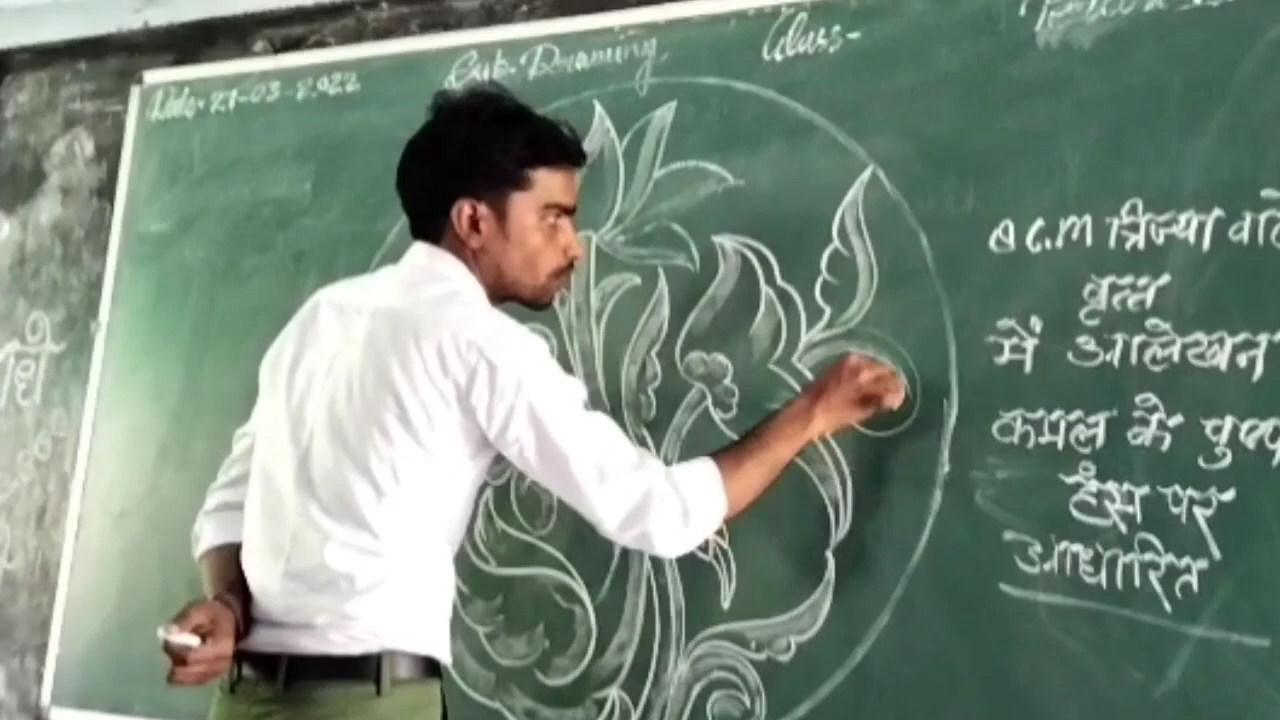 Date-21-03-2022
Sub-Drawing.
Class-
8 C.M त्रिज्या वाले
वृत्त
में आलेखन
कमल के पुष्प
हंस पर
आधारित